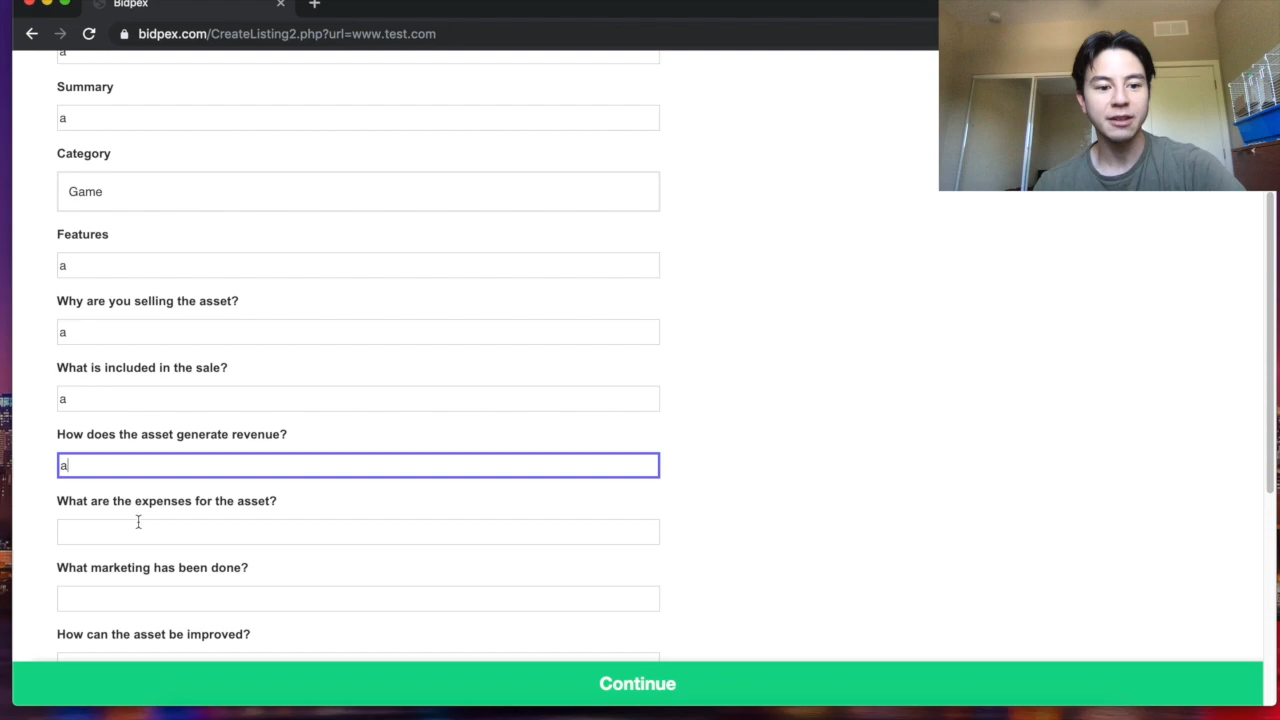 Bidpex
bidpex.com/CreateListing2.php?url=www.test.com
a
Summary
a
Category
Game
Features
a
Why are you selling the asset?
a
What is included in the sale?
a
How does the asset generate revenue?
a
What are the expenses for the asset?
What marketing has been done?
How can the asset be improved?
Continue